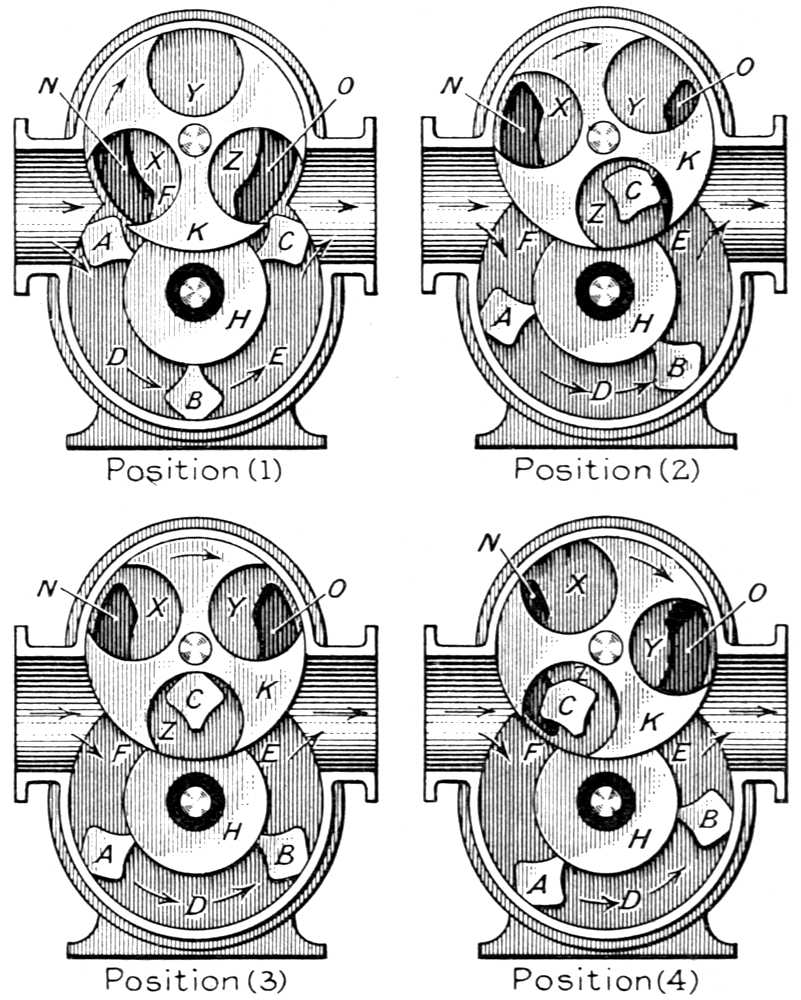 N O
Y
X Z
F
K
A C
H
D E
B
Position (1)
N O
X Y
K
C
Z
F E
A H
B
D
Position (2)
N O
X Y
C K
Z
F E
H
A B
D
Position (3)
N O
X
Y
Z
C K
F E
B
H
A D
Position (4)